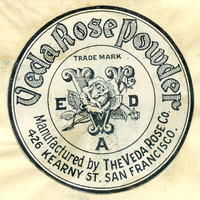 Veda Rose Powder
TRADE MARK
V
E D
A
Manufactured by THE VEDA ROSE CO.
426 KEARNY ST. SAN FRANCISCO.